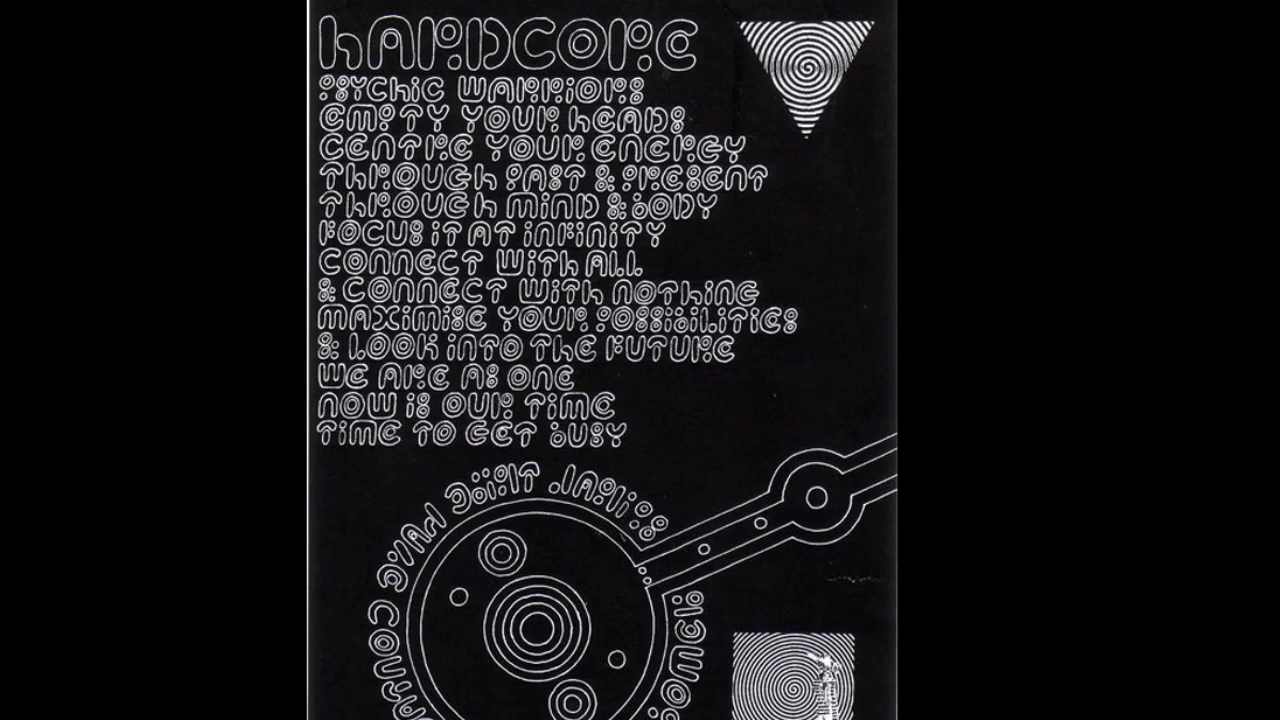 HARDCORE
PSYCHIC WARRIORS
EMPTY YOUR HEADS
CENTRE YOUR ENERGY
THROUGH PAST & PRESENT
THROUGH MIND & BODY
FOCUS IT AT INFINITY
CONNECT WITH ALL
& CONNECT WITH NOTHING
MAXIMISE YOUR POSSIBILITIES
& LOOK INTO THE FUTURE
WE ARE AS ONE
NOW IS OUR TIME
TIME TO GET BUSY
SPIRAL TRIBE